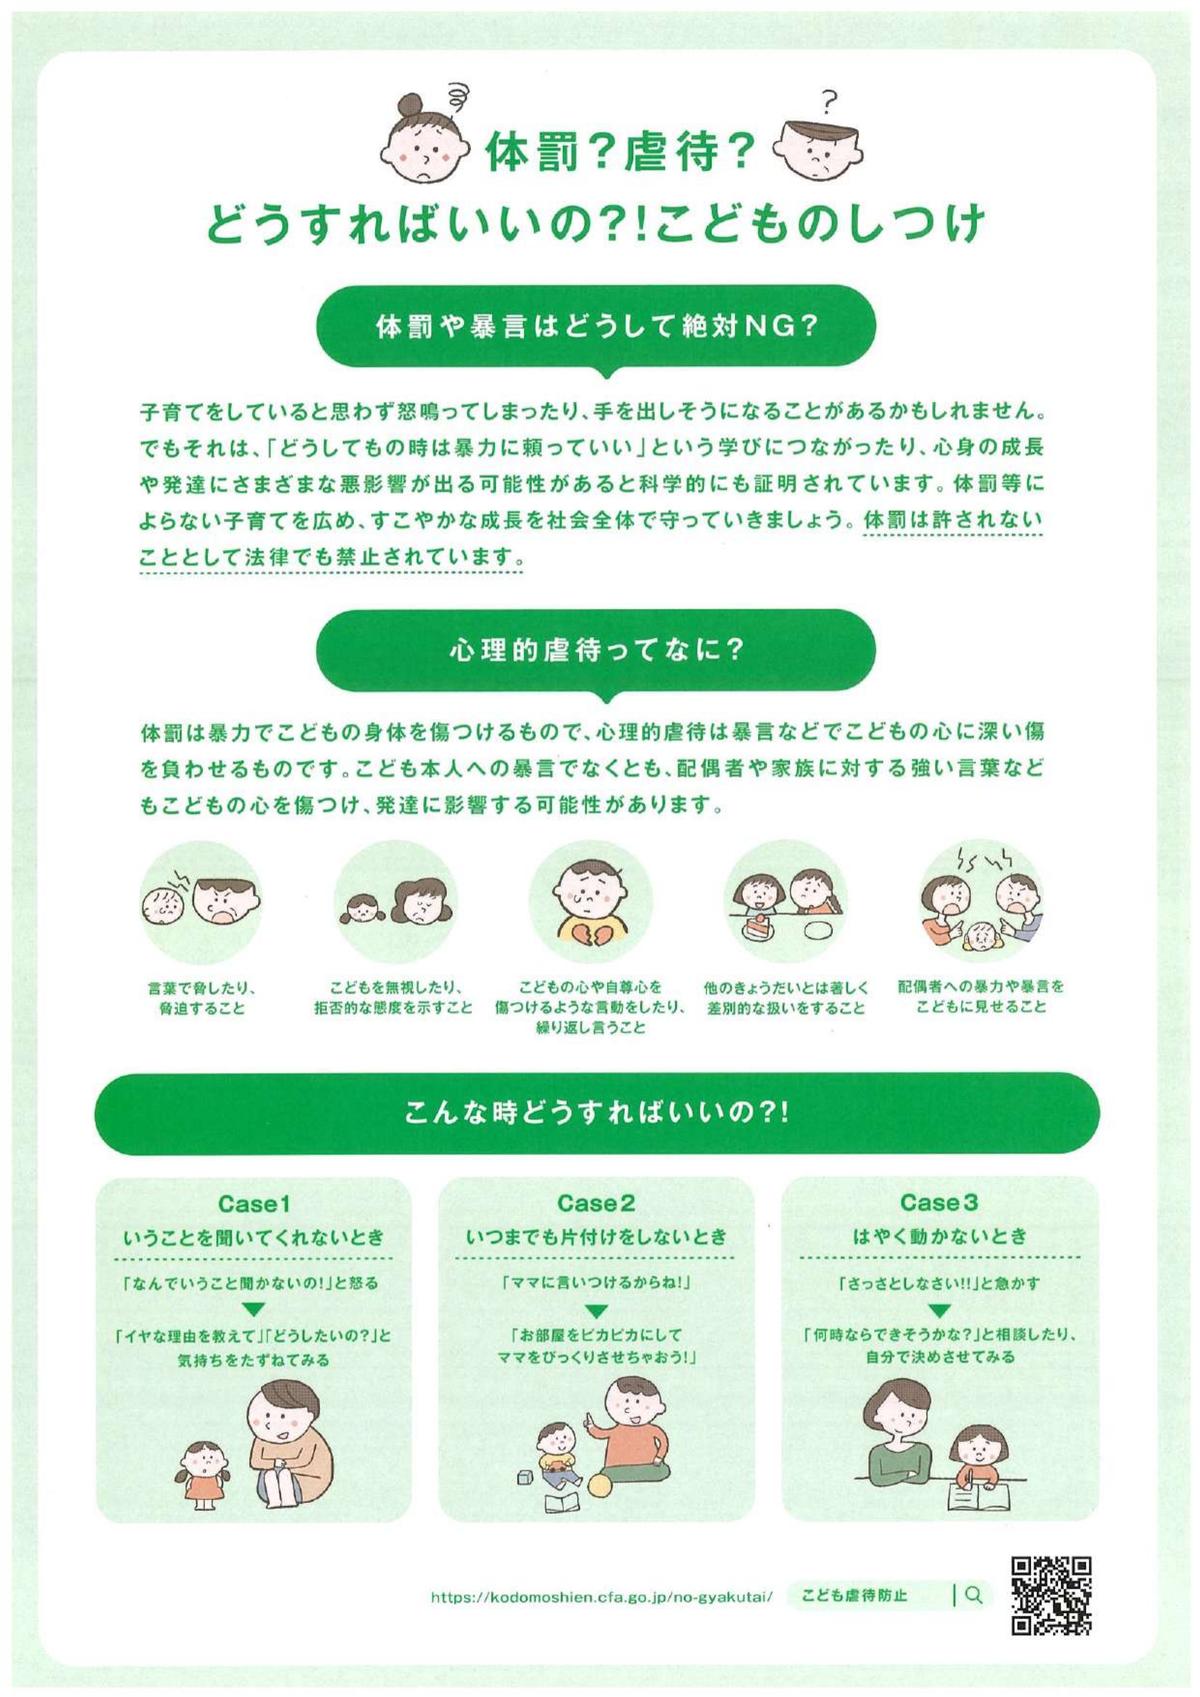 体罰?虐待?
どうすればいいの?!こどものしつけ
体罰や暴言はどうして絶対NG?
子育てをしていると思わず怒鳴ってしまったり、手を出しそうになることがあるかもしれません。
でもそれは、「どうしてもの時は暴力に頼っていい」という学びにつながったり、心身の成長
や発達にさまざまな悪影響が出る可能性があると科学的にも証明されています。体罰等に
よらない子育てを広め、すこやかな成長を社会全体で守っていきましょう。体罰は許されない
こととして法律でも禁止されています。
心理的虐待ってなに?
体罰は暴力でこどもの身体を傷つけるもので、心理的虐待は暴言などでこどもの心に深い傷
を負わせるものです。こども本人への暴言でなくとも、配偶者や家族に対する強い言葉など
もこどもの心を傷つけ、発達に影響する可能性があります。
言葉で脅したり、
脅迫すること
こどもを無視したり、
拒否的な態度を示すこと
こどもの心や自尊心を
傷つけるような言動をしたり、
繰り返し言うこと
他のきょうだいとは著しく
差別的な扱いをすること
配偶者への暴力や暴言を
こどもに見せること
こんな時どうすればいいの?!
Case1
いうことを聞いてくれないとき
「なんでいうこと聞かないの!」と怒る
「イヤな理由を教えて」「どうしたいの?」と
気持ちをたずねてみる
Case2
いつまでも片付けをしないとき
「ママに言いつけるからね!」
「お部屋をピカピカにして
ママをびっくりさせちゃおう!」
Case3
はやく動かないとき
「さっさとしなさい!!」と急かす
「何時ならできそうかな?」と相談したり、
自分で決めさせてみる
https://kodomoshien.cfa.go.jp/no-gyakutai/
こども虐待防止